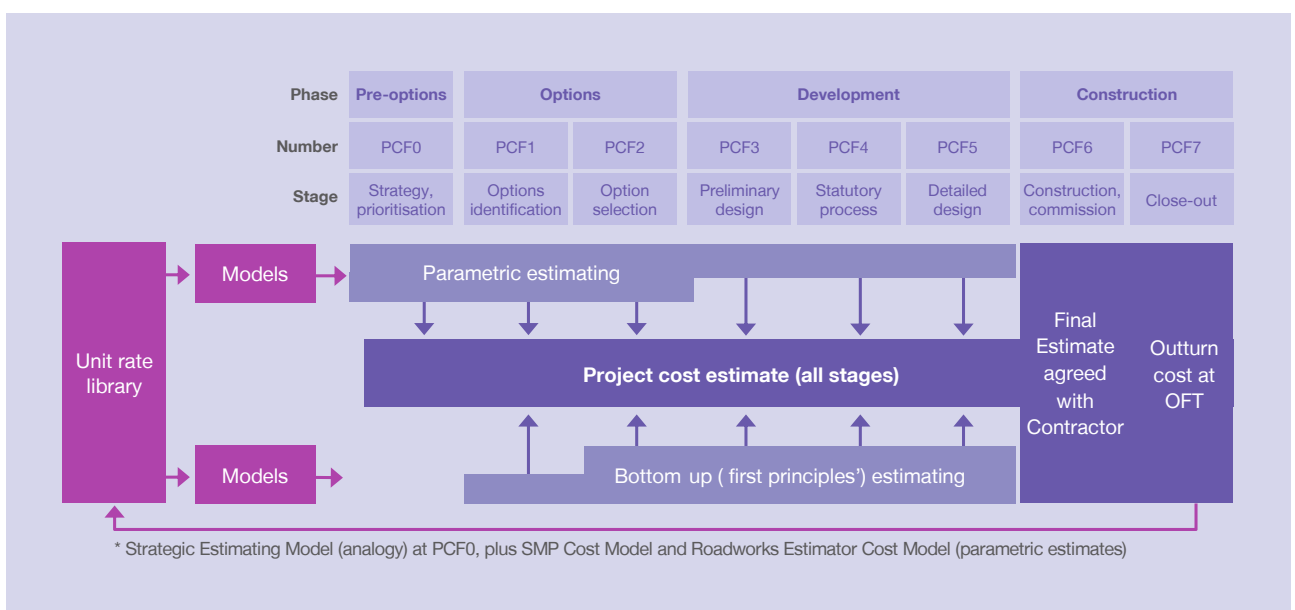 Phase Pre-options Options Development Construction
Number PCF0 PCF1 PCF2 PCF3 PCF4 PCF5 PCF6 PCF7
Stage
Strategy,
prioritisation
Options
identification
Option
selection
Preliminary
design
Statutory
process
Detailed
design
Construction,
commission
Close-out
Unit rate
library
Models
Parametric estimating
Project cost estimate (all stages)
Models
Bottom up ( first principles’) estimating
Final
Estimate
agreed
with
Contractor
Outturn
cost at
OFT
* Strategic Estimating Model (analogy) at PCF0, plus SMP Cost Model and Roadworks Estimator Cost Model (parametric estimates)